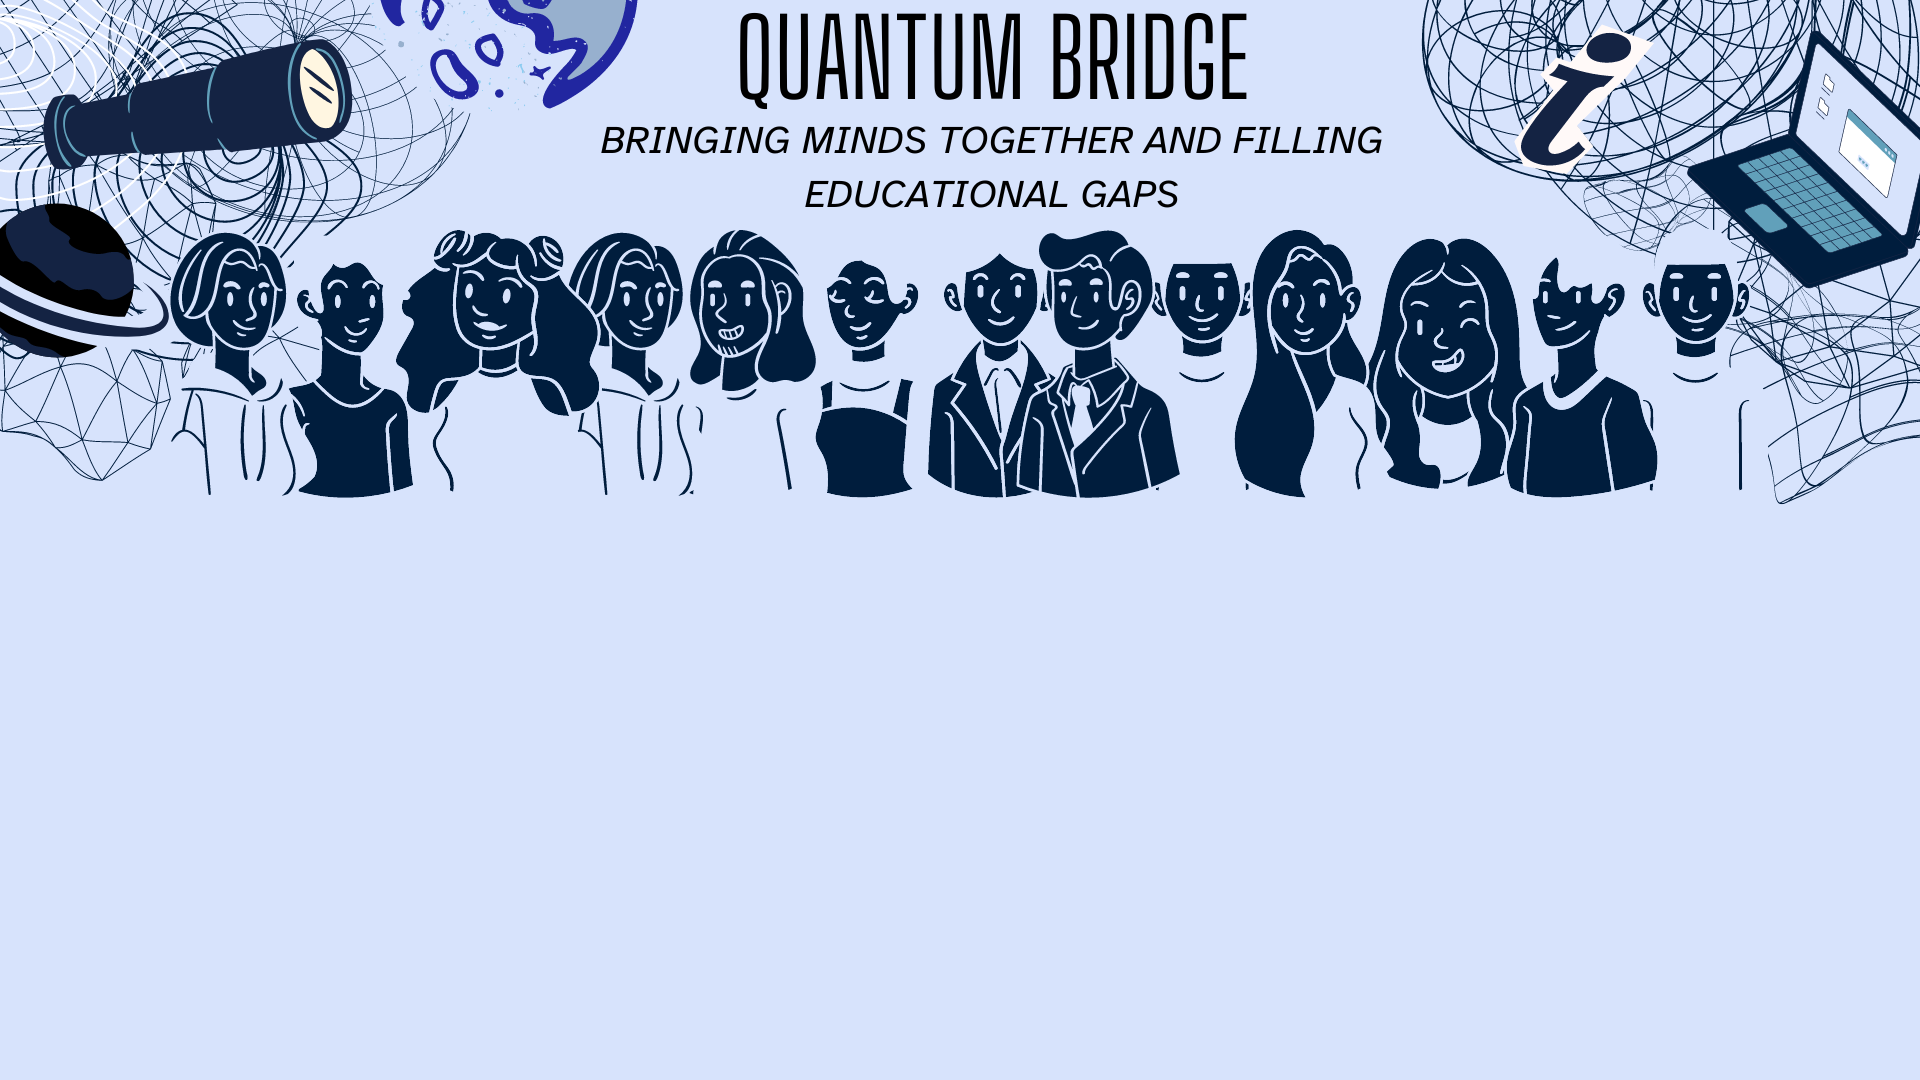 QUANTUM BRIDGE
BRINGING MINDS TOGETHER AND FILLING
EDUCATIONAL GAPS
i